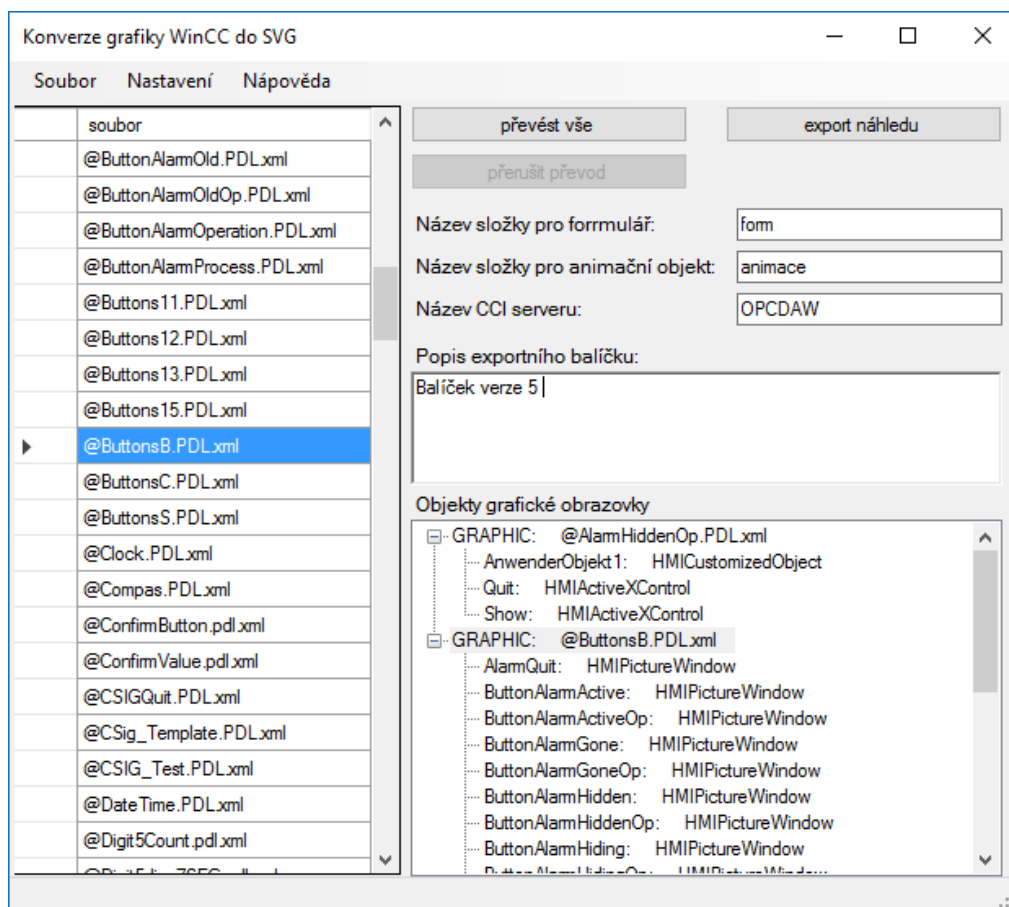 Konverze grafiky WinCC do SVG
Soubor Nastavení Nápověda
soubor
@ButtonAlarmOld.PDL.xml
@ButtonAlarmOldOp.PDL.xml
@ButtonAlarmOperation.PDL.xml
@ButtonAlarmProcess.PDL.xml
@Buttons11.PDL.xml
@Buttons12.PDL.xml
@Buttons13.PDL.xml
@Buttons15.PDL.xml
@ButtonsB.PDL.xml
@ButtonsC.PDL.xml
@ButtonsS.PDL.xml
@Clock.PDL.xml
@Compas.PDL.xml
@ConfirmButton.pdl.xml
@ConfirmValue.pdl.xml
@CSIGQuit.PDL.xml
@CSig_Template.PDL.xml
@CSIG_Test.PDL.xml
@DateTime.PDL.xml
@Digit5Count.pdl.xml
převést vše
export náhledu
přerušit převod
Název složky pro forrmulář: form
Název složky pro animační objekt: animace
Název CCI serveru: OPCDAW
Popis exportního balíčku:
Balíček verze 5
Objekty grafické obrazovky
GRAPHIC: @AlarmHiddenOp.PDL.xml
AnwenderObjekt1: HMICustomizedObject
Quit: HMIActiveXControl
Show: HMIActiveXControl
GRAPHIC: @ButtonsB.PDL.xml
AlarmQuit: HMIPictureWindow
ButtonAlarmActive: HMIPictureWindow
ButtonAlarmActiveOp: HMIPictureWindow
ButtonAlarmGone: HMIPictureWindow
ButtonAlarmGoneOp: HMIPictureWindow
ButtonAlarmHidden: HMIPictureWindow
ButtonAlarmHiddenOp: HMIPictureWindow
ButtonAlarmHiding: HMIPictureWindow
ButtonAlarmHidingOp: HMIPictureWindow